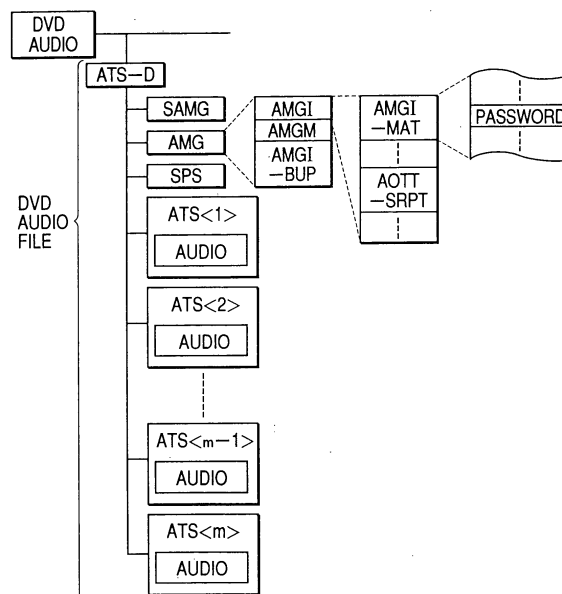 DVD
AUDIO
ATS-D
SAMG
AMG
SPS
AMGI
AMGM
AMGI
-BUP
AMGI
-MAT
AOTT
-SRPT
PASSWORD
DVD
AUDIO
FILE
ATS<1>
AUDIO
ATS<2>
AUDIO
ATS<m-1>
AUDIO
ATS<m>
AUDIO